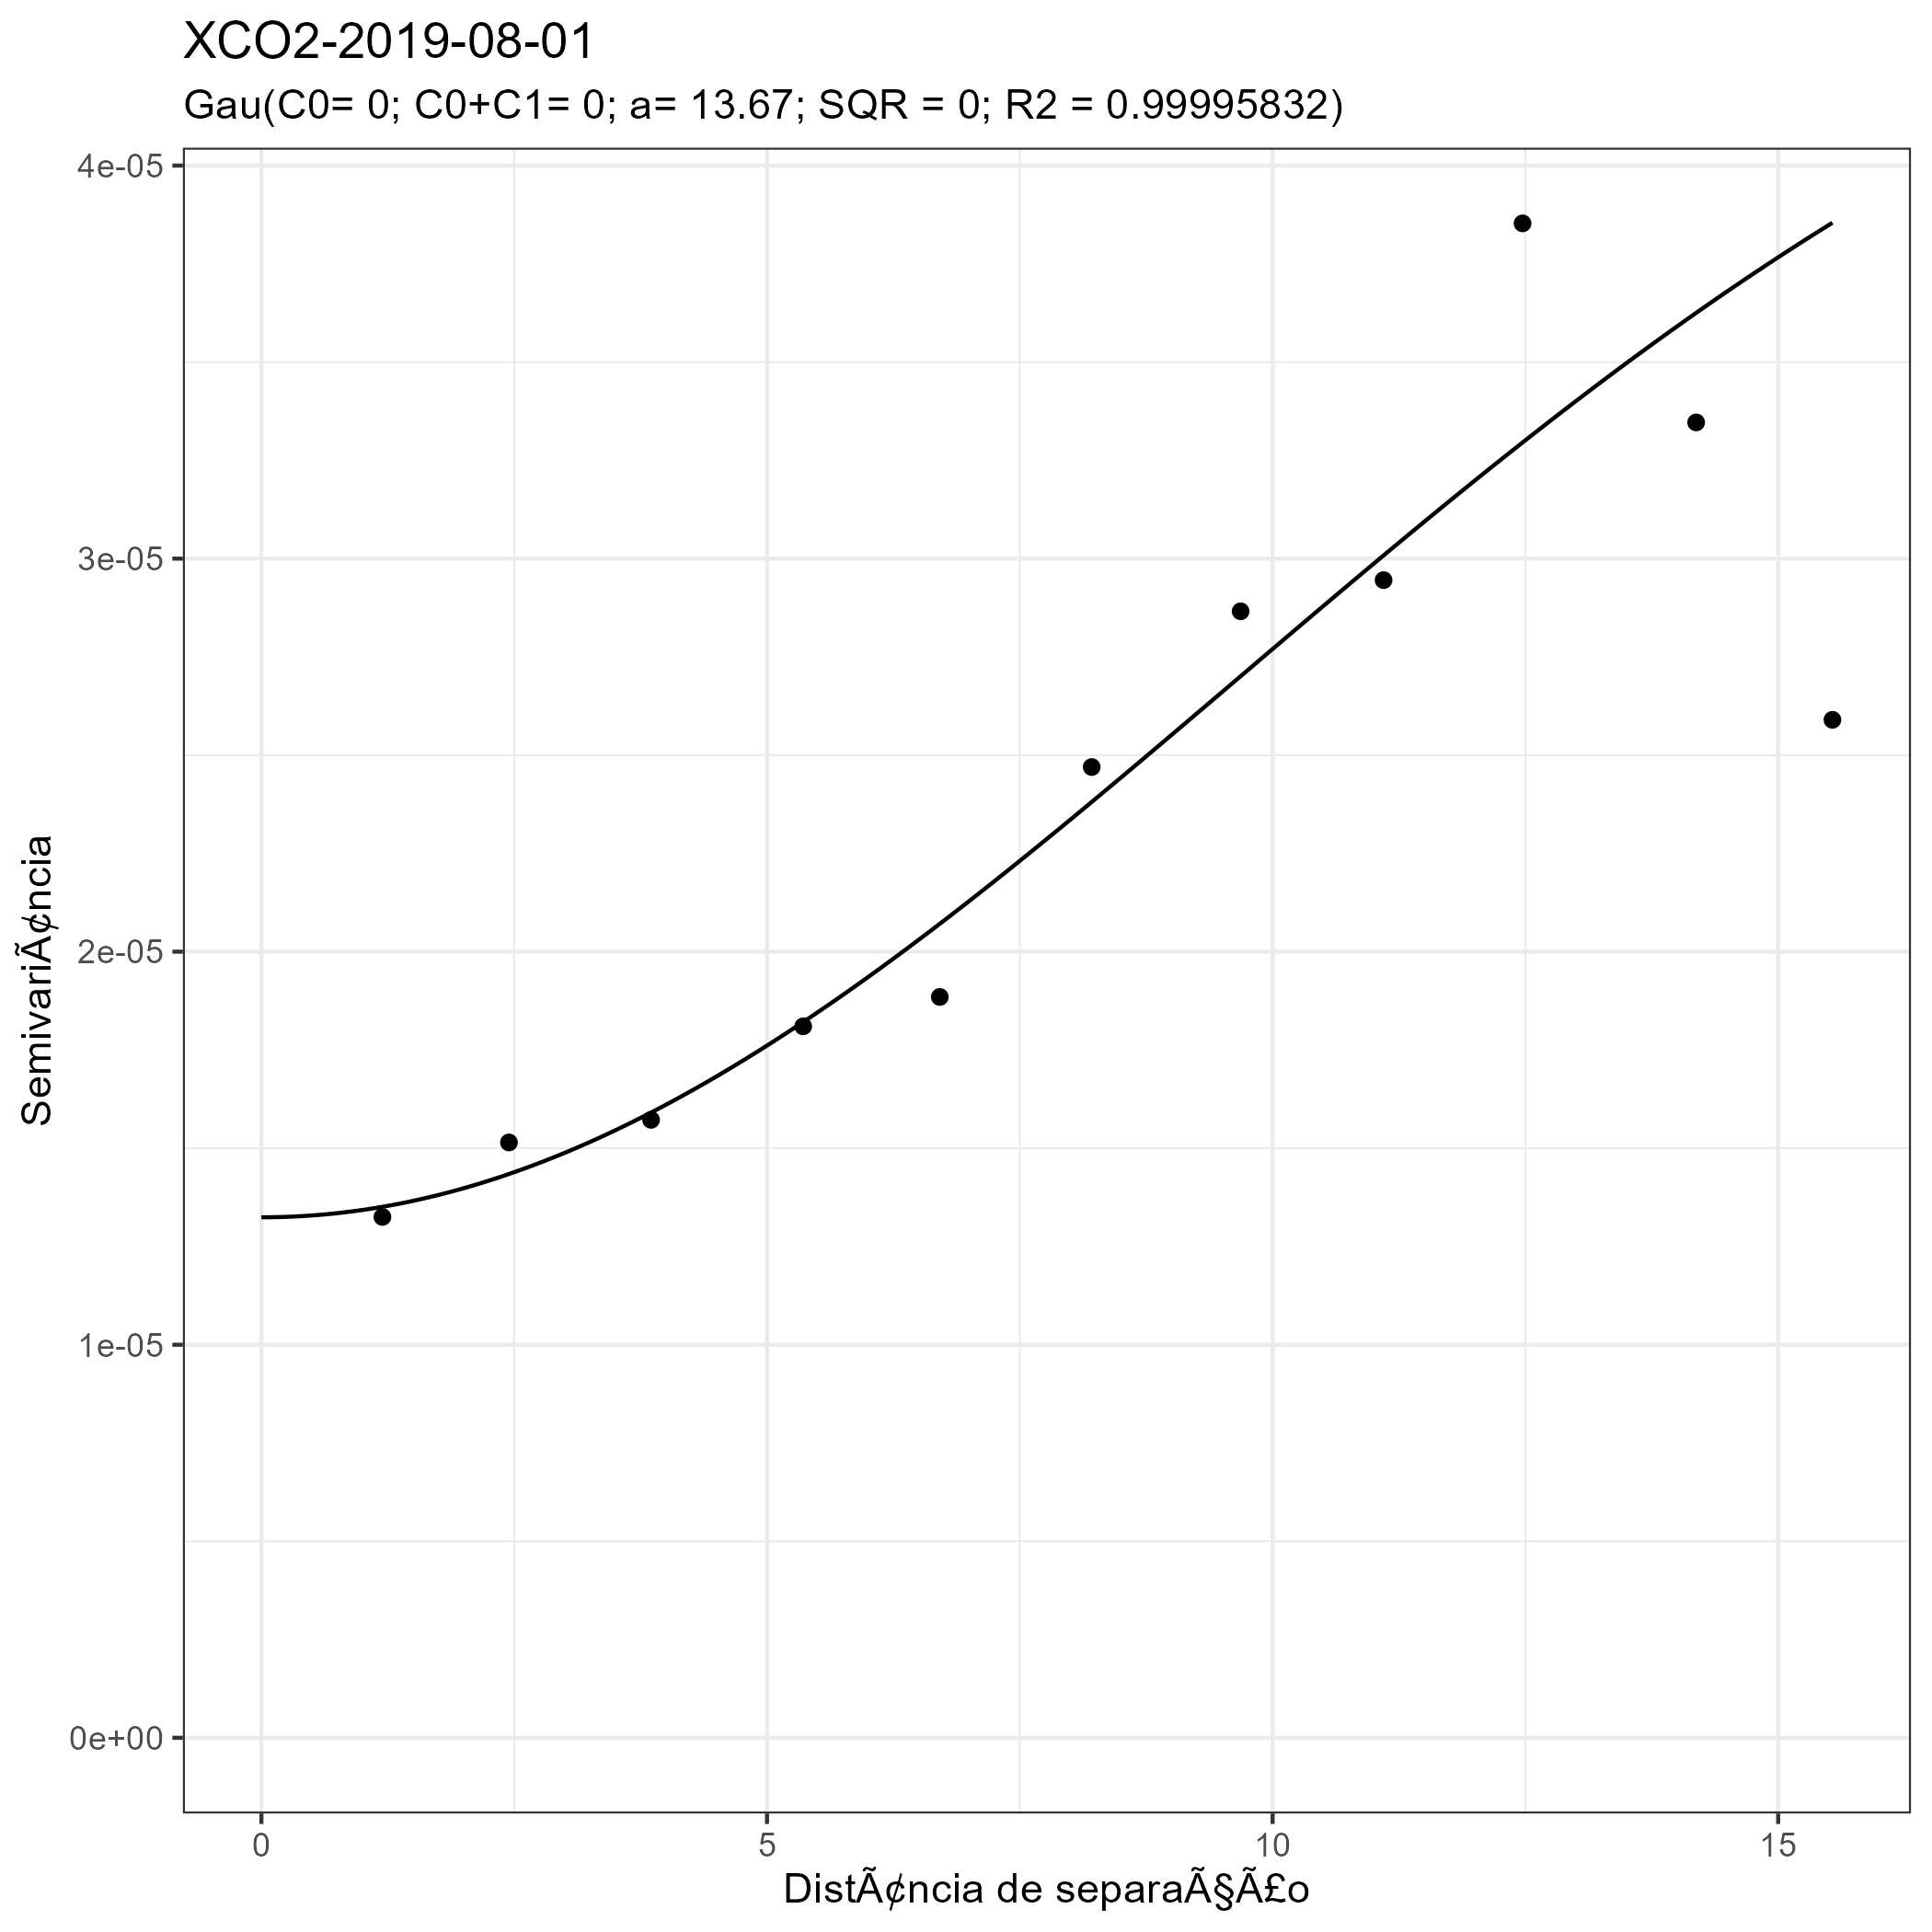 XCO2-2019-08-01
Gau(C0= 0; C0+C1= 0; a= 13.67; SQR = 0; R2 = 0.99995832)
4e-05
3e-05
2e-05
1e-05
0e+00
SemivariÃ¢ncia
0 5 10 15
DistÃ¢ncia de separaÃ§Ã£o